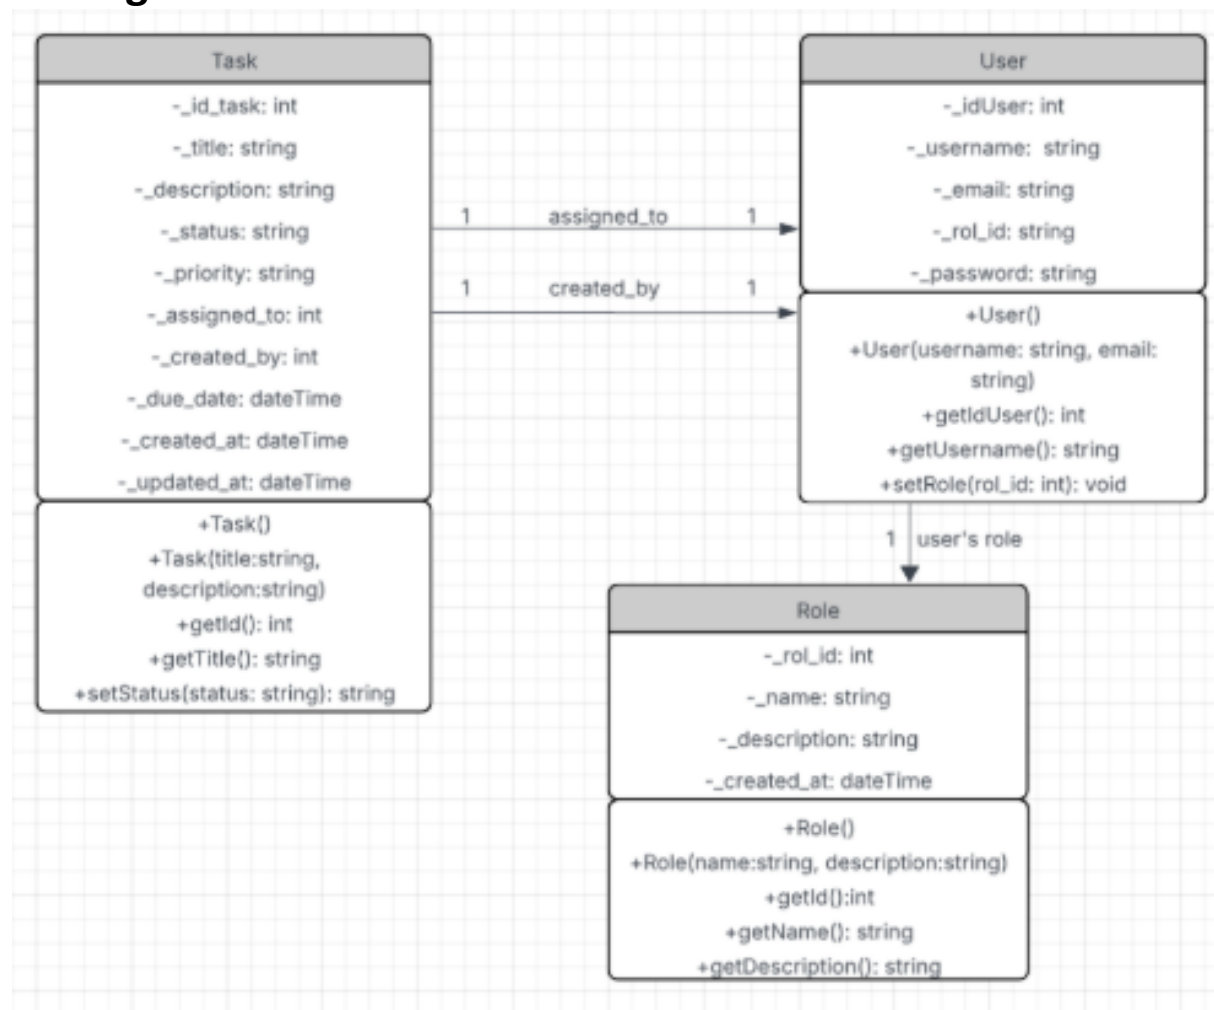 Task
-_id_task: int
-_title: string
-_description: string
-_status: string
-_priority: string
-_assigned_to: int
-_created_by: int
-_due_date: dateTime
-_created_at: dateTime
-_updated_at: dateTime
+Task()
+Task(title:string,
description:string)
+getId(): int
+getTitle(): string
+setStatus(status: string): string
1 assigned_to 1
1 created_by 1
User
-_idUser: int
-_username: string
-_email: string
-_rol_id: string
-_password: string
+User()
+User(username: string, email:
string)
+getIdUser(): int
+getUsername(): string
+setRole(rol_id: int): void
1 user's role
Role
-_rol_id: int
-_name: string
-_description: string
-_created_at: dateTime
+Role()
+Role(name:string, description:string)
+getId():int
+getName(): string
+getDescription(): string